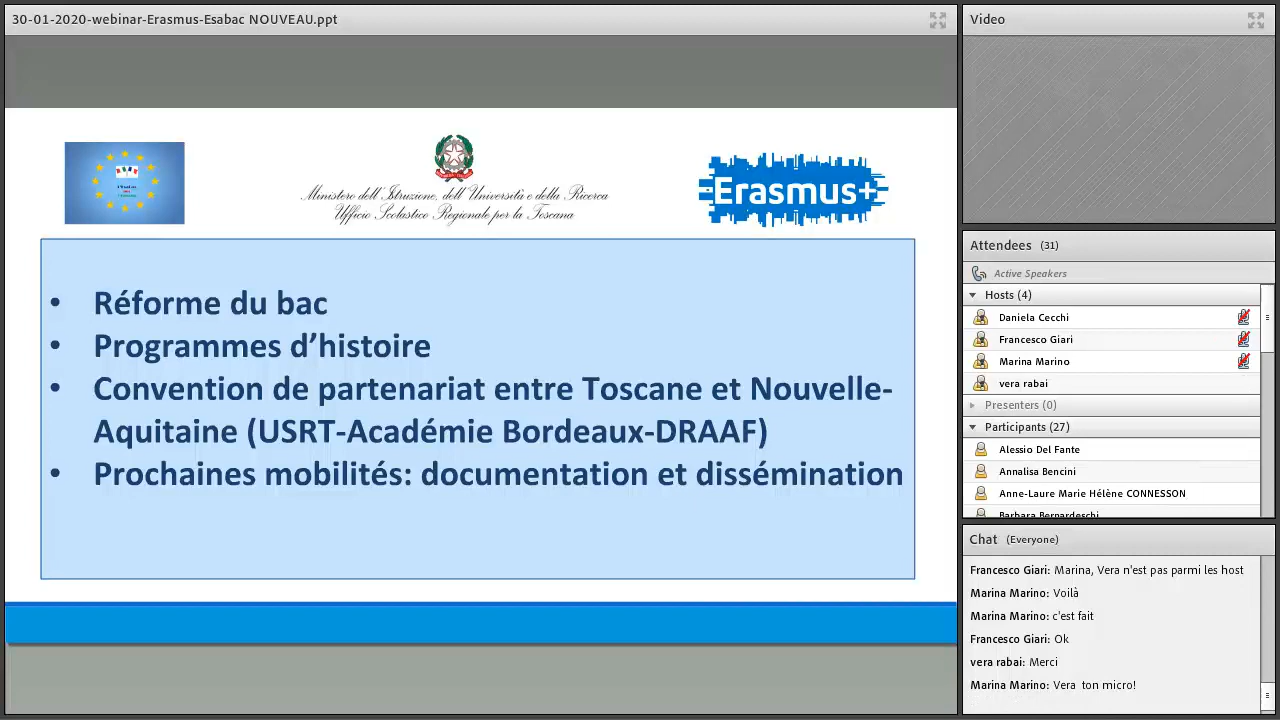 30-01-2020-webinar-Erasmus-Esabac NOUVEAU.ppt
Ministero dell'Istruzione, dell'Università e della Ricerca
Ufficio Scolastico Regionale per la Toscana
Erasmus+
• Réforme du bac
• Programmes d’histoire
• Convention de partenariat entre Toscane et Nouvelle-
Aquitaine (USRT-Académie Bordeaux-DRAAF)
• Prochaines mobilités: documentation et dissémination
Video
Attendees (31)
Active Speakers
Hosts (4)
Daniela Cecchi
Francesco Giari
Marina Marino
vera rabai
Presenters (0)
Participants (27)
Alessio Del Fante
Annalisa Bencini
Anne-Laure Marie Hélène CONNESSON
Barbara Bernardeschi
Chat (Everyone)
Francesco Giari: Marina, Vera n'est pas parmi les host
Marina Marino: Voilà
Marina Marino: c'est fait
Francesco Giari: Ok
vera rabai: Merci
Marina Marino: Vera ton micro!